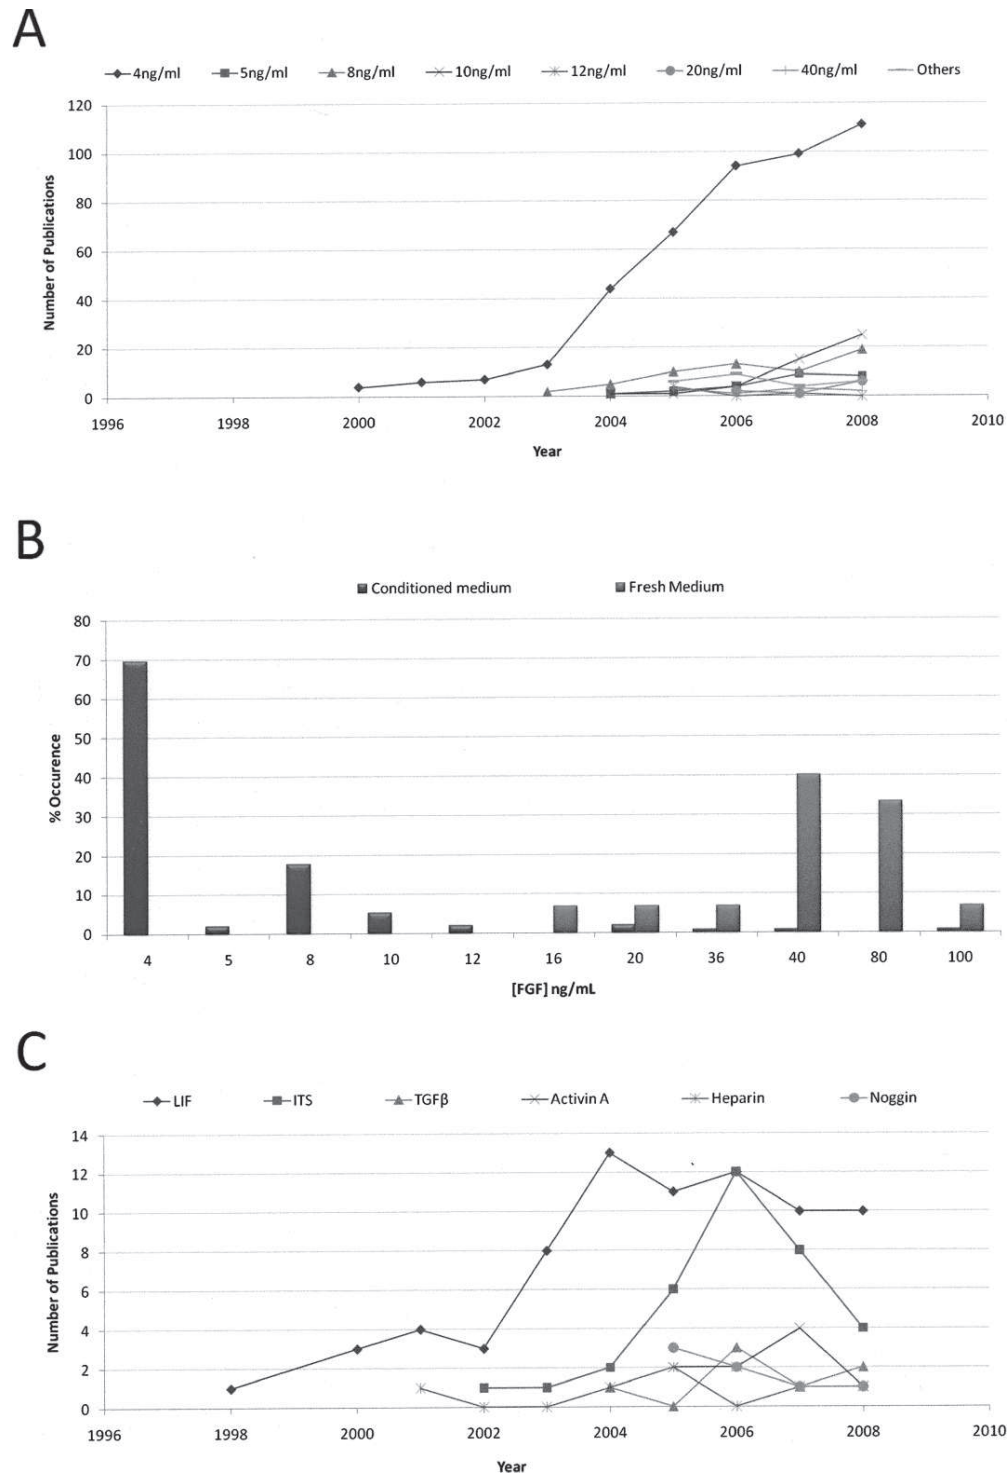 A
4ng/ml 5ng/ml 8ng/ml 10ng/ml 12ng/ml 20ng/ml 40ng/ml Others
120
100
80
60
40
20
0
Number of Publications
1996 1998 2000 2002 2004 2006 2008 2010
Year
B
Conditioned medium Fresh Medium
80
70
60
50
40
30
20
10
0
% Occurence
4 5 8 10 12 16 20 36 40 80 100
[FGF] ng/mL
C
LIF ITS TGFβ Activin A Heparin Noggin
14
12
10
8
6
4
2
0
Number of Publications
1996 1998 2000 2002 2004 2006 2008 2010
Year